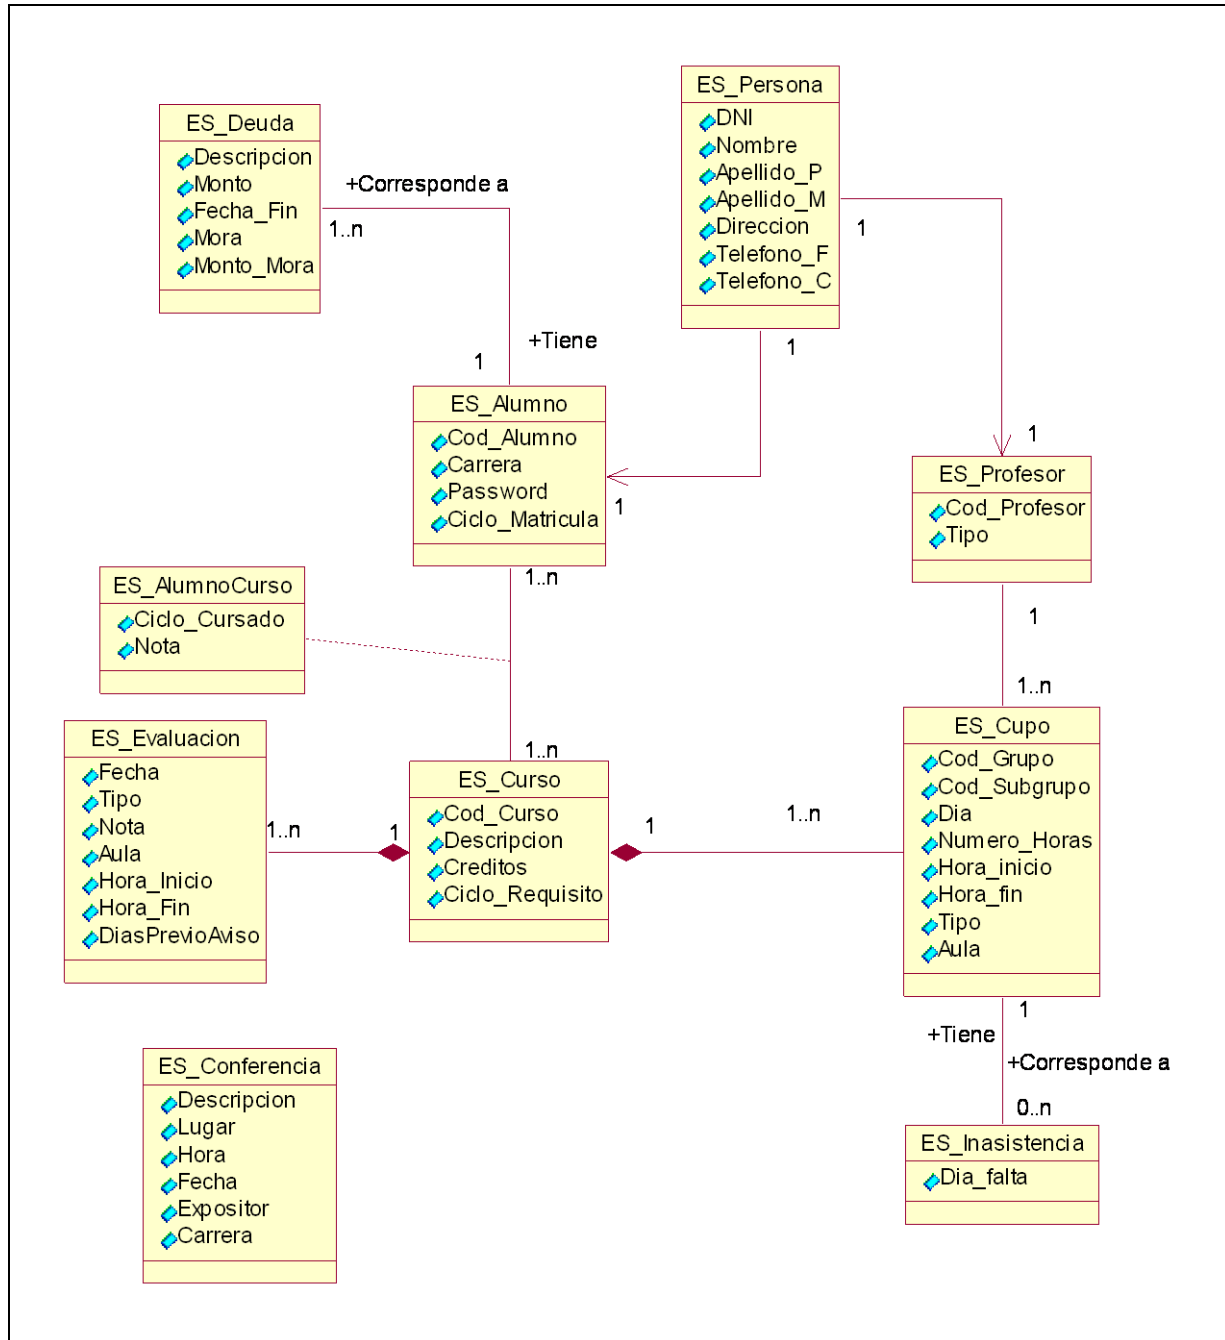 ES_Deuda
Descripcion
Monto
Fecha_Fin
Mora
Monto_Mora
+Corresponde a
1..n
+Tiene
1
ES_Persona
DNI
Nombre
Apellido_P
Apellido_M
Direccion
Telefono_F
Telefono_C
1
1
1
1
ES_Alumno
Cod_Alumno
Carrera
Password
Ciclo_Matricula
1..n
ES_Profesor
Cod_Profesor
Tipo
1
1..n
ES_AlumnoCurso
Ciclo_Cursado
Nota
1..n
ES_Evaluacion
Fecha
Tipo
Nota
Aula
Hora_Inicio
Hora_Fin
DiasPrevioAviso
1..n
1
ES_Curso
Cod_Curso
Descripcion
Creditos
Ciclo_Requisito
1
1..n
ES_Cupo
Cod_Grupo
Cod_Subgrupo
Dia
Numero_Horas
Hora_inicio
Hora_fin
Tipo
Aula
1
+Tiene
+Corresponde a
0..n
ES_Inasistencia
Dia_falta
ES_Conferencia
Descripcion
Lugar
Hora
Fecha
Expositor
Carrera